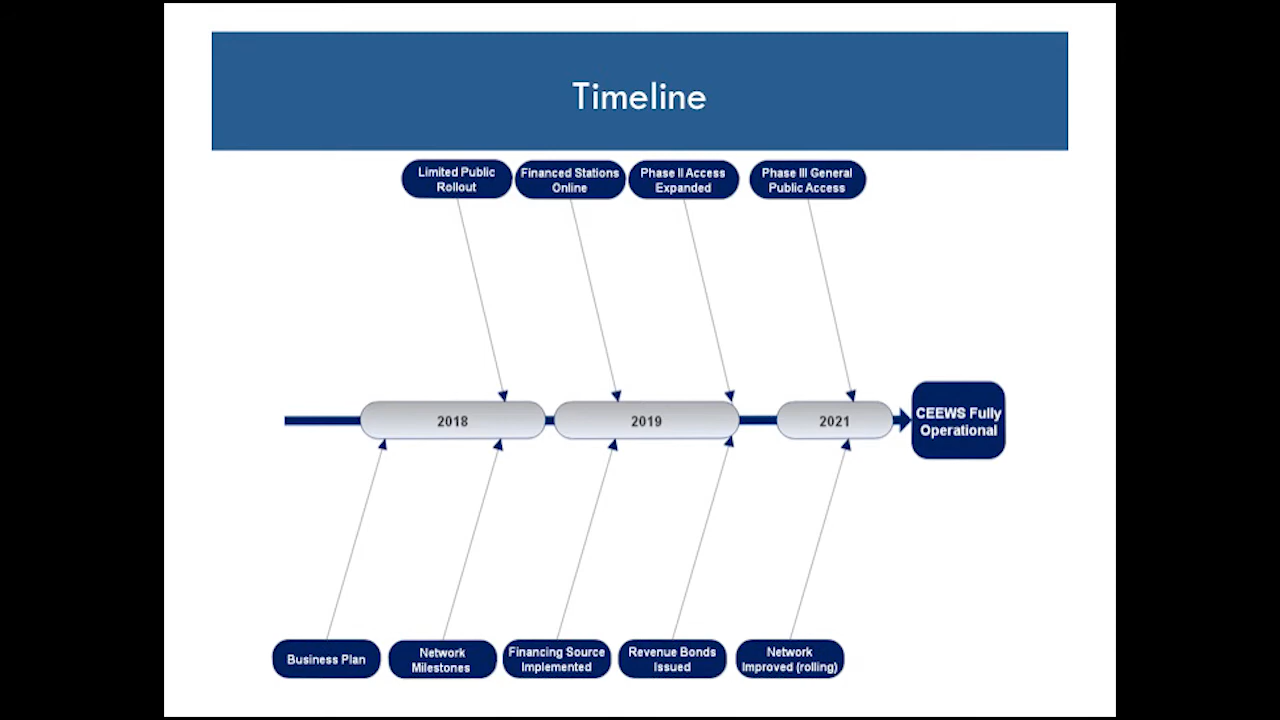 Timeline
Limited Public
Rollout
Financed Stations
Online
Phase II Access
Expanded
Phase III General
Public Access
2018
2019
2021
CEEWS Fully
Operational
Business Plan
Network
Milestones
Financing Source
Implemented
Revenue Bonds
Issued
Network
Improved (rolling)